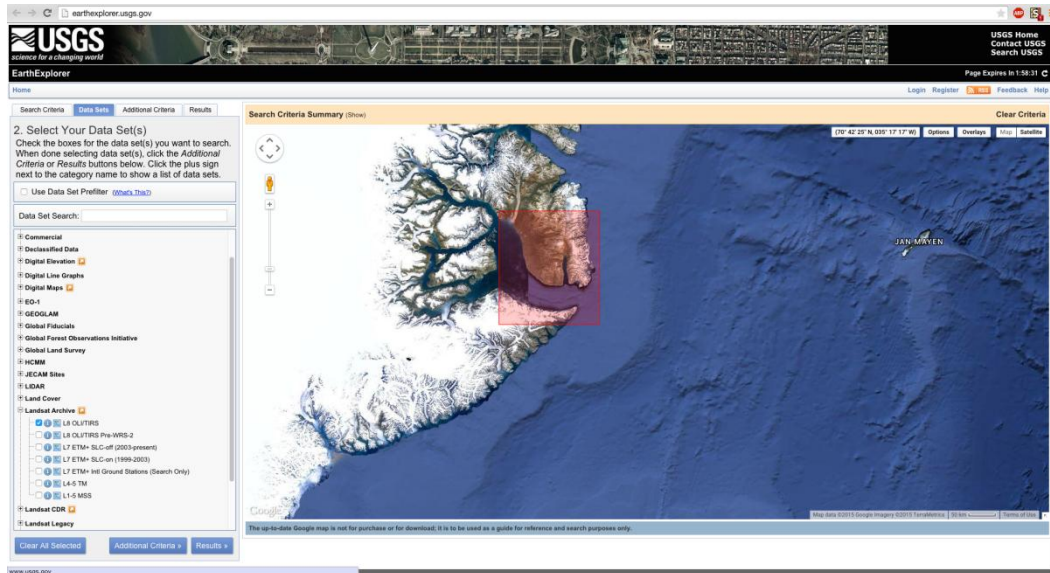 earthexplorer.usgs.gov
ABP
USGS
science for a changing world
USGS Home
Contact USGS
Search USGS
EarthExplorer
Page Expires In 1:58:31
Home
Login Register RSS Feedback Help
Search Criteria Data Sets Additional Criteria Results
Search Criteria Summary (Show)
Clear Criteria
2. Select Your Data Set(s)
Check the boxes for the data set(s) you want to search.
When done selecting data set(s), click the Additional
Criteria or Results buttons below. Click the plus sign
next to the category name to show a list of data sets.
Use Data Set Prefilter (What's This?)
Data Set Search:
Commercial
Declassified Data
Digital Elevation
Digital Line Graphs
Digital Maps
EO-1
GEOGLAM
Global Fiducials
Global Forest Observations Initiative
Global Land Survey
HCMM
JECAM Sites
LIDAR
Land Cover
Landsat Archive
L8 OLI/TIRS
L8 OLI/TIRS Pre-WRS-2
L7 ETM+ SLC-off (2003-present)
L7 ETM+ SLC-on (1999-2003)
L7 ETM+ Intl Ground Stations (Search Only)
L4-5 TM
L1-5 MSS
Landsat CDR
Landsat Legacy
Clear All Selected Additional Criteria » Results »
(70° 42' 25" N, 035° 17' 17" W) Options Overlays Map Satellite
JAN MAYEN
Google
Map data ©2015 Google Imagery ©2015 TerraMetrics 50 km Terms of Use
The up-to-date Google map is not for purchase or for download; it is to be used as a guide for reference and search purposes only.
www.usgs.gov